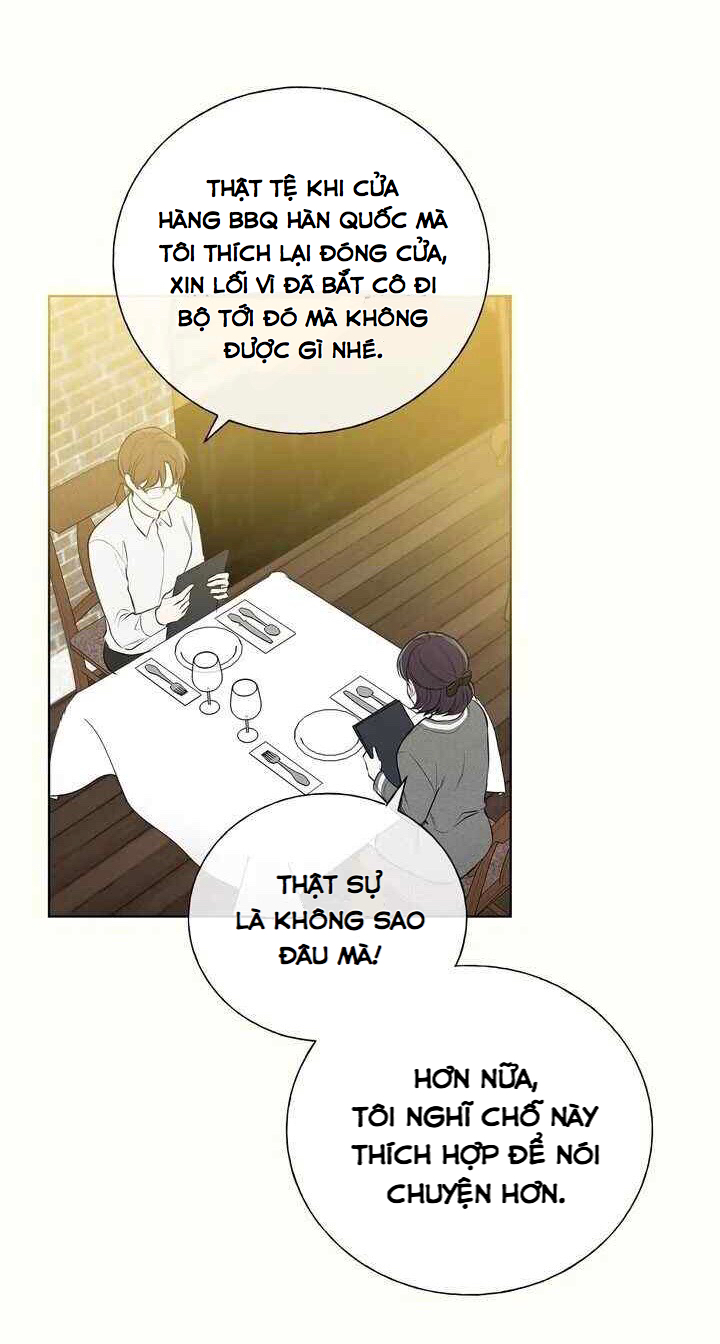 THẬT TỆ KHI CỬA
HÀNG BBQ HÀN QUỐC MÀ
TÔI THÍCH LẠI ĐÓNG CỬA,
XIN LỖI VÌ ĐÃ BẮT CÔ ĐI
BỘ TỚI ĐÓ MÀ KHÔNG
ĐƯỢC GÌ NHÉ.
THẬT SỰ
LÀ KHÔNG SAO
ĐÂU MÀ!
HƠN NỮA,
TÔI NGHĨ CHỖ NÀY
THÍCH HỢP ĐỂ NÓI
CHUYỆN HƠN.